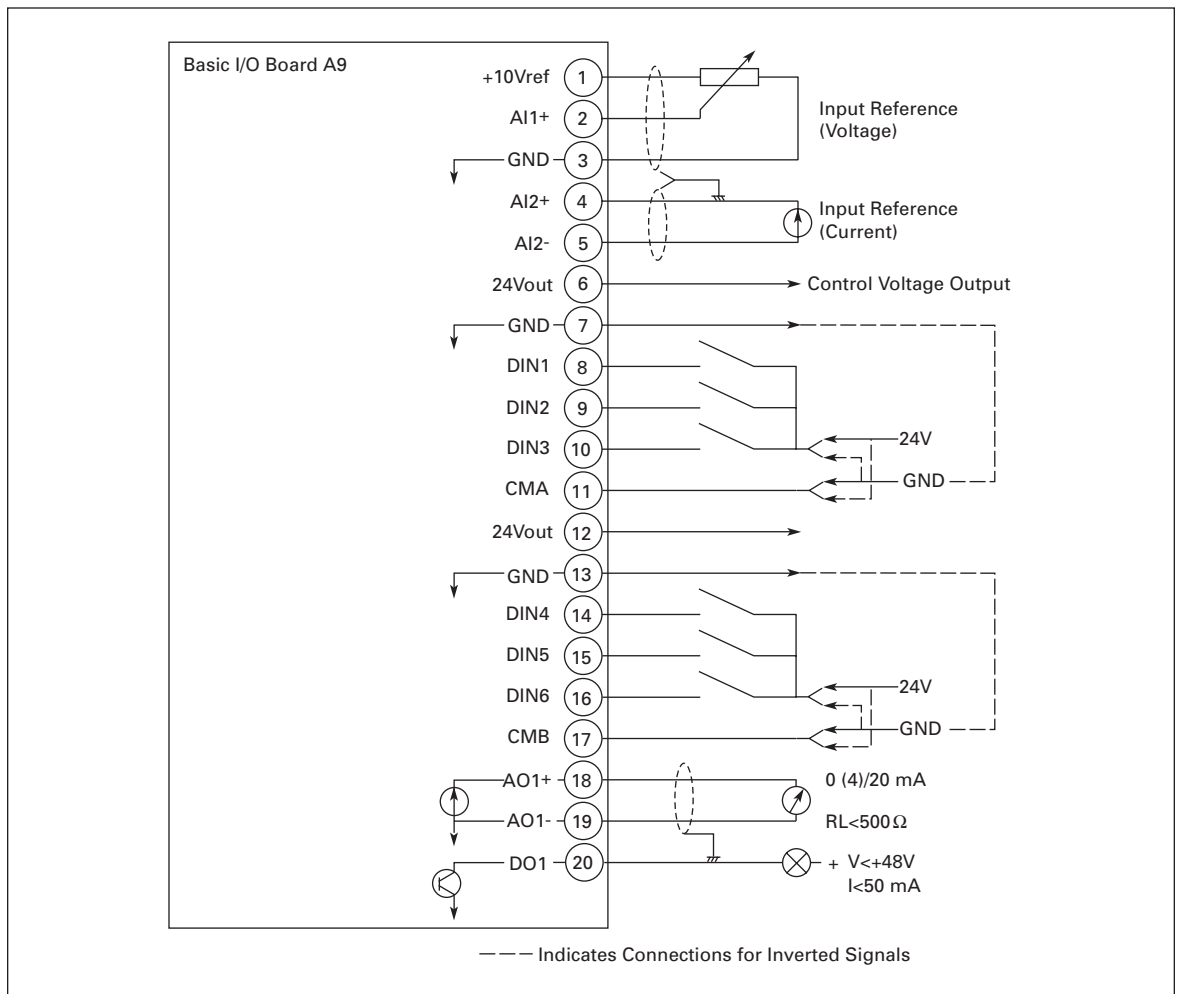 Basic I/O Board A9
+10Vref 1
AI1+ 2
Input Reference
(Voltage)
GND 3
AI2+ 4
Input Reference
(Current)
AI2- 5
24Vout 6 Control Voltage Output
GND 7
DIN1 8
DIN2 9
DIN3 10
24V
GND
CMA 11
24Vout 12
GND 13
DIN4 14
DIN5 15
DIN6 16
24V
GND
CMB 17
AO1+ 18 0 (4)/20 mA
AO1- 19 RL<500Ω
DO1 20 + V<+48V
I<50 mA
Indicates Connections for Inverted Signals